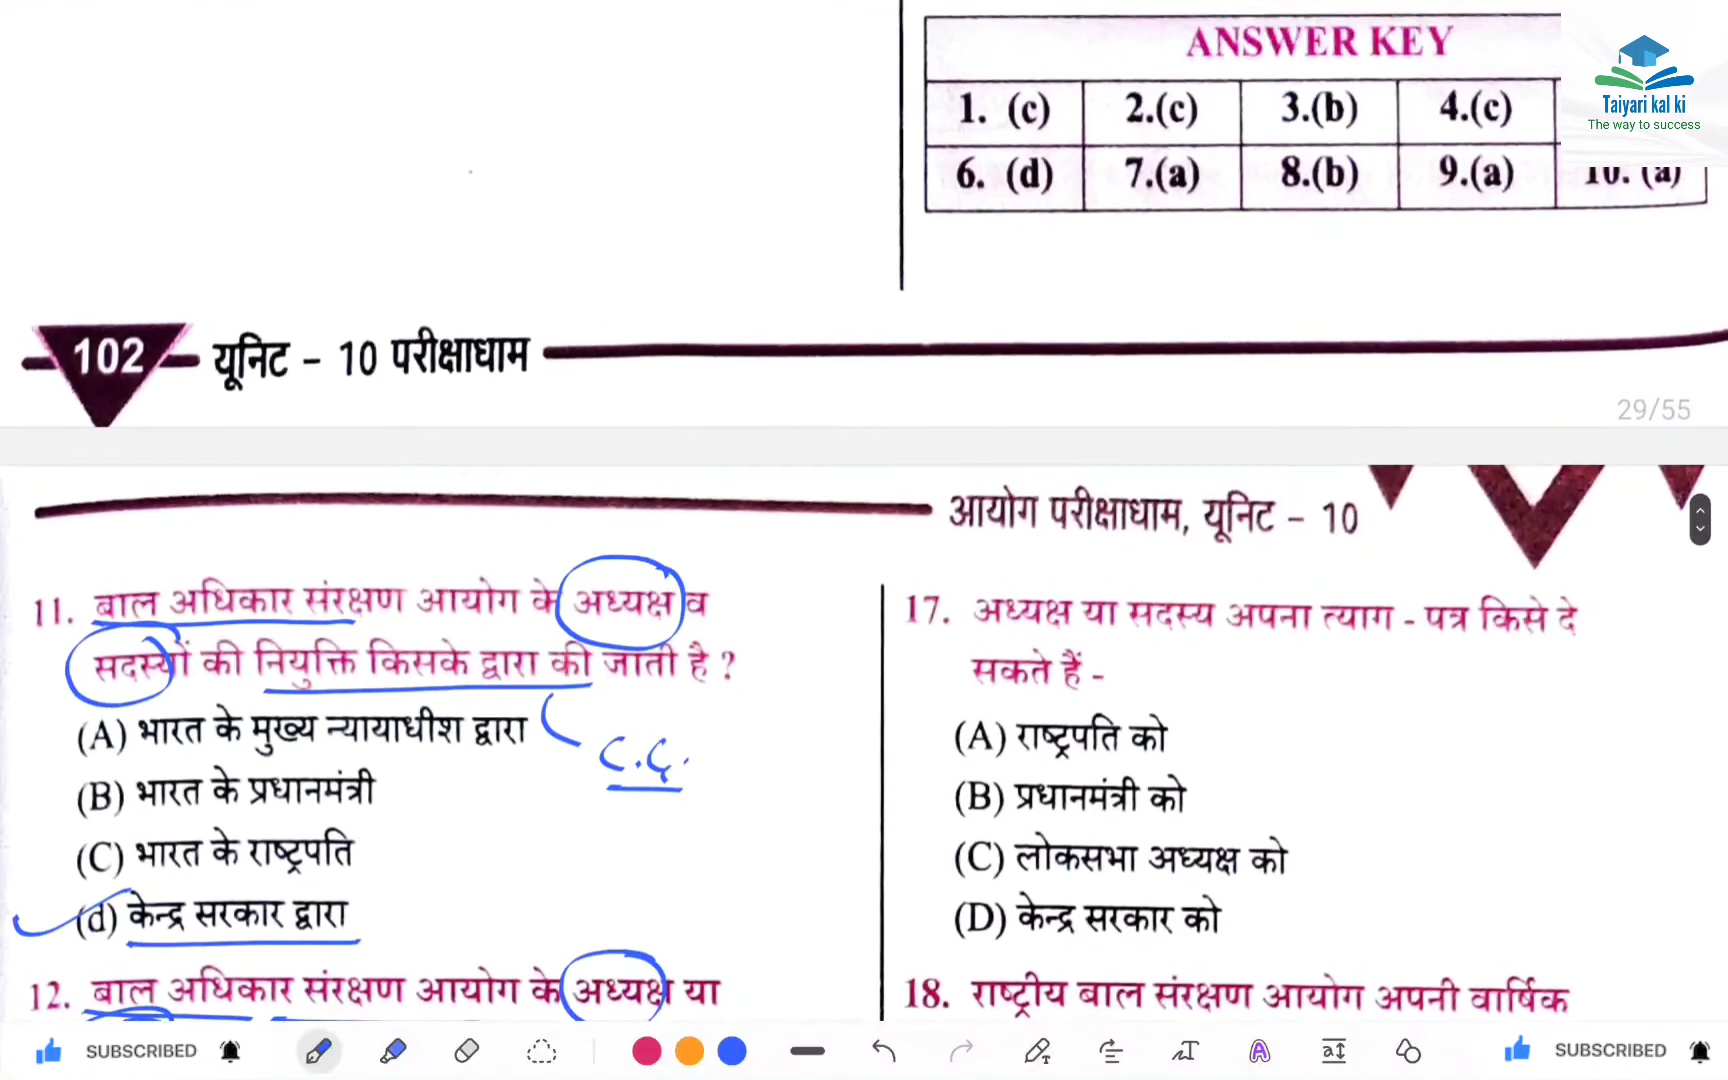 ANSWER KEY
1. (c) 2.(c) 3.(b) 4.(c)
6. (d) 7.(a) 8.(b) 9.(a) 10. (a)
Taiyari kal ki
The way to success
102 यूनिट - 10 परीक्षाधाम
29/55
आयोग परीक्षाधाम, यूनिट - 10
11. बाल अधिकार संरक्षण आयोग के अध्यक्ष व
सदस्यों की नियुक्ति किसके द्वारा की जाती है ?
(A) भारत के मुख्य न्यायाधीश द्वारा
C.G.
(B) भारत के प्रधानमंत्री
(C) भारत के राष्ट्रपति
(d) केन्द्र सरकार द्वारा
12. बाल अधिकार संरक्षण आयोग के अध्यक्ष या
17. अध्यक्ष या सदस्य अपना त्याग - पत्र किसे दे
सकते हैं -
(A) राष्ट्रपति को
(B) प्रधानमंत्री को
(C) लोकसभा अध्यक्ष को
(D) केन्द्र सरकार को
18. राष्ट्रीय बाल संरक्षण आयोग अपनी वार्षिक
SUBSCRIBED
SUBSCRIBED